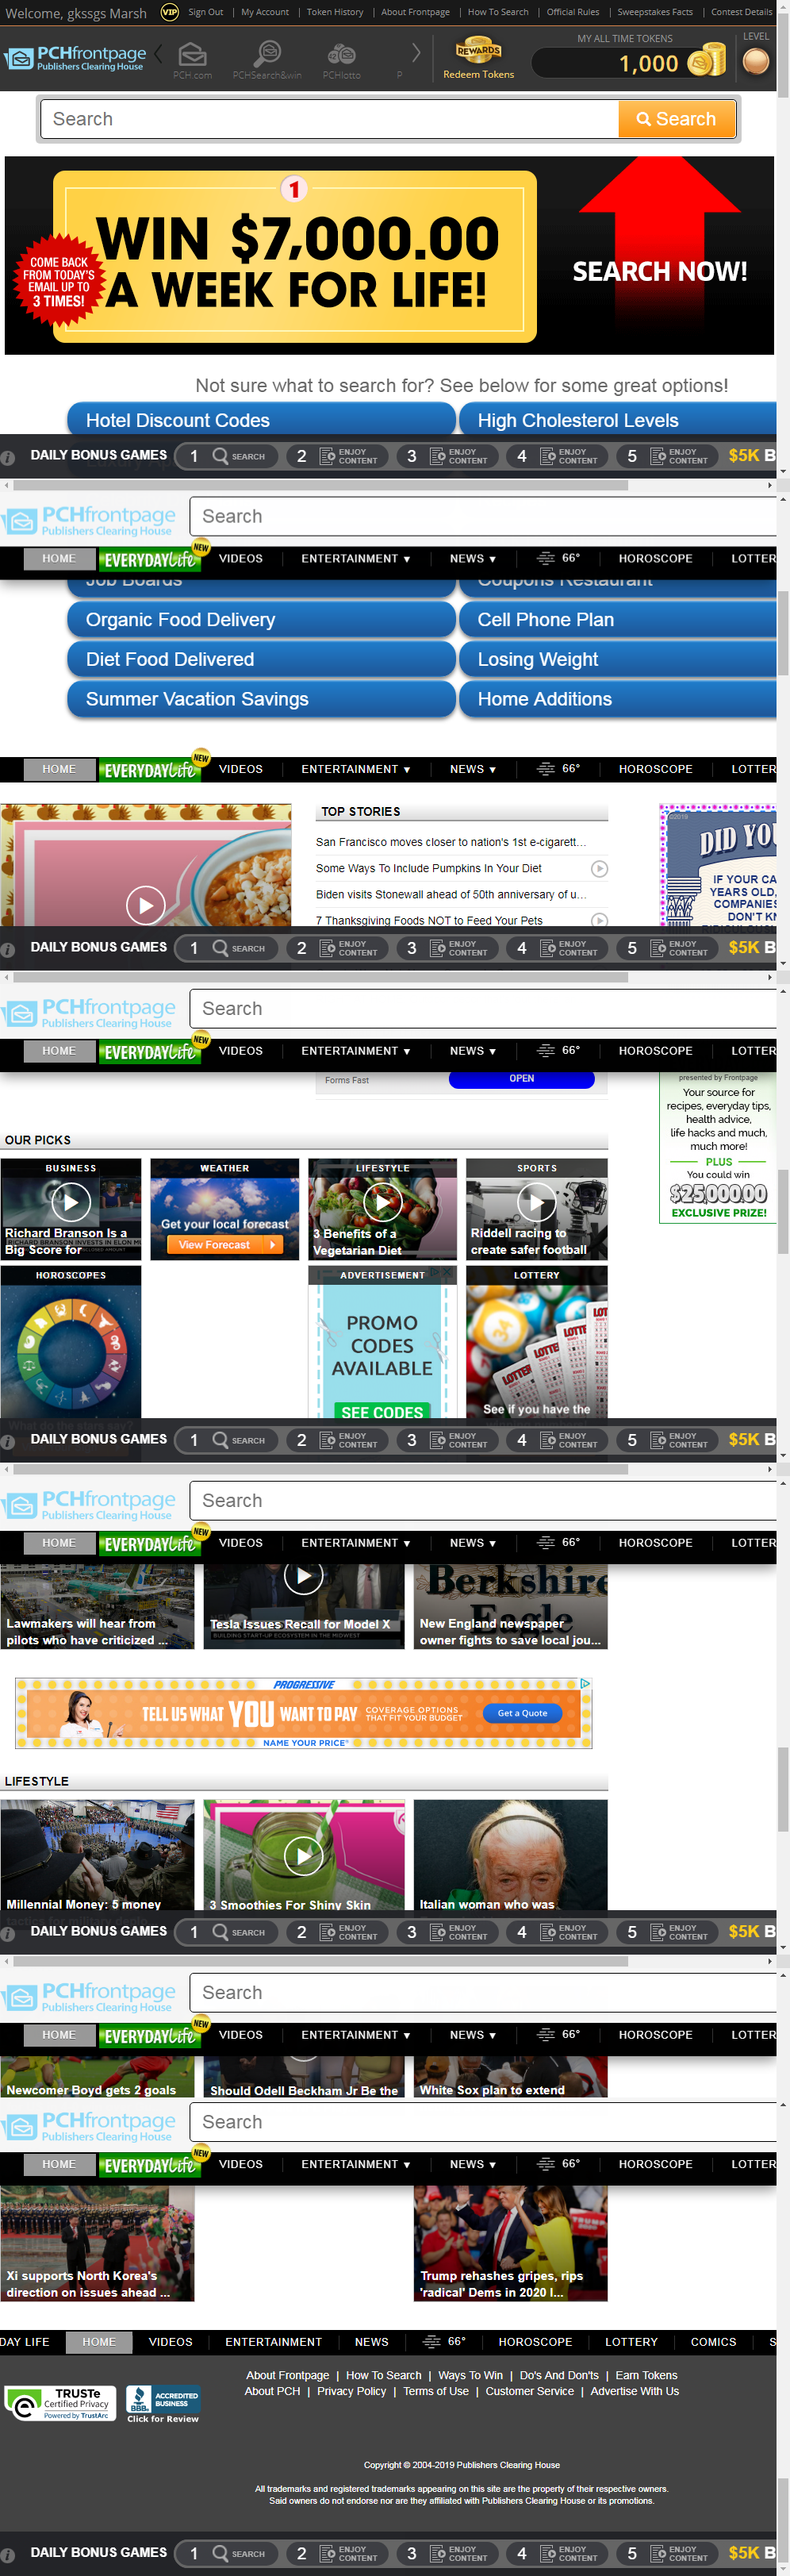 Welcome, gkssgs Marsh VIP Sign Out | My Account | Token History | About Frontpage | How To Search | Official Rules | Sweepstakes Facts | Contest Details
PCHfrontpage
Publishers Clearing House
PCH.com PCHSearch&win PCHlotto P
REWARDS
Redeem Tokens
MY ALL TIME TOKENS
1,000
LEVEL
Search Search
1
WIN $7,000.00
A WEEK FOR LIFE!
COME BACK
FROM TODAY'S
EMAIL UP TO
3 TIMES!
SEARCH NOW!
Not sure what to search for? See below for some great options!
Hotel Discount Codes High Cholesterol Levels
DAILY BONUS GAMES 1 SEARCH 2 ENJOY CONTENT 3 ENJOY CONTENT 4 ENJOY CONTENT 5 ENJOY CONTENT $5K B
PCHfrontpage
Publishers Clearing House
Search
HOME EVERYDAYLife NEW VIDEOS ENTERTAINMENT ▼ NEWS ▼ 66° HOROSCOPE LOTTER
Job Boards Coupons Restaurant
Organic Food Delivery Cell Phone Plan
Diet Food Delivered Losing Weight
Summer Vacation Savings Home Additions
HOME EVERYDAYLife NEW VIDEOS ENTERTAINMENT ▼ NEWS ▼ 66° HOROSCOPE LOTTER
TOP STORIES
San Francisco moves closer to nation's 1st e-cigarett...
Some Ways To Include Pumpkins In Your Diet
Biden visits Stonewall ahead of 50th anniversary of u...
7 Thanksgiving Foods NOT to Feed Your Pets
©2019
DID YOU
IF YOUR CA
YEARS OLD,
COMPANIES
DON'T KN
DAILY BONUS GAMES 1 SEARCH 2 ENJOY CONTENT 3 ENJOY CONTENT 4 ENJOY CONTENT 5 ENJOY CONTENT $5K B
PCHfrontpage
Publishers Clearing House
Search
HOME EVERYDAYLife NEW VIDEOS ENTERTAINMENT ▼ NEWS ▼ 66° HOROSCOPE LOTTER
Forms Fast OPEN
presented by Frontpage
Your source for
recipes, everyday tips,
health advice,
life hacks and much,
much more!
PLUS
You could win
$25,000.00
EXCLUSIVE PRIZE!
OUR PICKS
BUSINESS
Richard Branson Is a
Big Score for
WEATHER
Get your local forecast
View Forecast
LIFESTYLE
3 Benefits of a
Vegetarian Diet
SPORTS
Riddell racing to
create safer football
HOROSCOPES
ADVERTISEMENT
PROMO
CODES
AVAILABLE
SEE CODES
LOTTERY
LOTTE
See if you have the
DAILY BONUS GAMES 1 SEARCH 2 ENJOY CONTENT 3 ENJOY CONTENT 4 ENJOY CONTENT 5 ENJOY CONTENT $5K B
PCHfrontpage
Publishers Clearing House
Search
HOME EVERYDAYLife NEW VIDEOS ENTERTAINMENT ▼ NEWS ▼ 66° HOROSCOPE LOTTER
Lawmakers will hear from
pilots who have criticized ...
Tesla Issues Recall for Model X
BUILDING START-UP ECOSYSTEM IN THE MIDWEST
Berkshire
Eagle
New England newspaper
owner fights to save local jou...
PROGRESSIVE
TELL US WHAT YOU WANT TO PAY COVERAGE OPTIONS
THAT FIT YOUR BUDGET
Get a Quote
NAME YOUR PRICE®
LIFESTYLE
Millennial Money: 5 money
3 Smoothies For Shiny Skin
Italian woman who was
DAILY BONUS GAMES 1 SEARCH 2 ENJOY CONTENT 3 ENJOY CONTENT 4 ENJOY CONTENT 5 ENJOY CONTENT $5K B
PCHfrontpage
Publishers Clearing House
Search
HOME EVERYDAYLife NEW VIDEOS ENTERTAINMENT ▼ NEWS ▼ 66° HOROSCOPE LOTTER
Newcomer Boyd gets 2 goals
Should Odell Beckham Jr Be the
White Sox plan to extend
PCHfrontpage
Publishers Clearing House
Search
HOME EVERYDAYLife NEW VIDEOS ENTERTAINMENT ▼ NEWS ▼ 66° HOROSCOPE LOTTER
Xi supports North Korea's
direction on issues ahead ...
Trump rehashes gripes, rips
'radical' Dems in 2020 l...
DAY LIFE HOME VIDEOS ENTERTAINMENT NEWS 66° HOROSCOPE LOTTERY COMICS S
About Frontpage | How To Search | Ways To Win | Do's And Don'ts | Earn Tokens
About PCH | Privacy Policy | Terms of Use | Customer Service | Advertise With Us
TRUSTe
Certified Privacy
Powered by TrustArc
BBB
ACCREDITED
BUSINESS
Click for Review
Copyright © 2004-2019 Publishers Clearing House
All trademarks and registered trademarks appearing on this site are the property of their respective owners.
Said owners do not endorse nor are they affiliated with Publishers Clearing House or its promotions.
DAILY BONUS GAMES 1 SEARCH 2 ENJOY CONTENT 3 ENJOY CONTENT 4 ENJOY CONTENT 5 ENJOY CONTENT $5K B